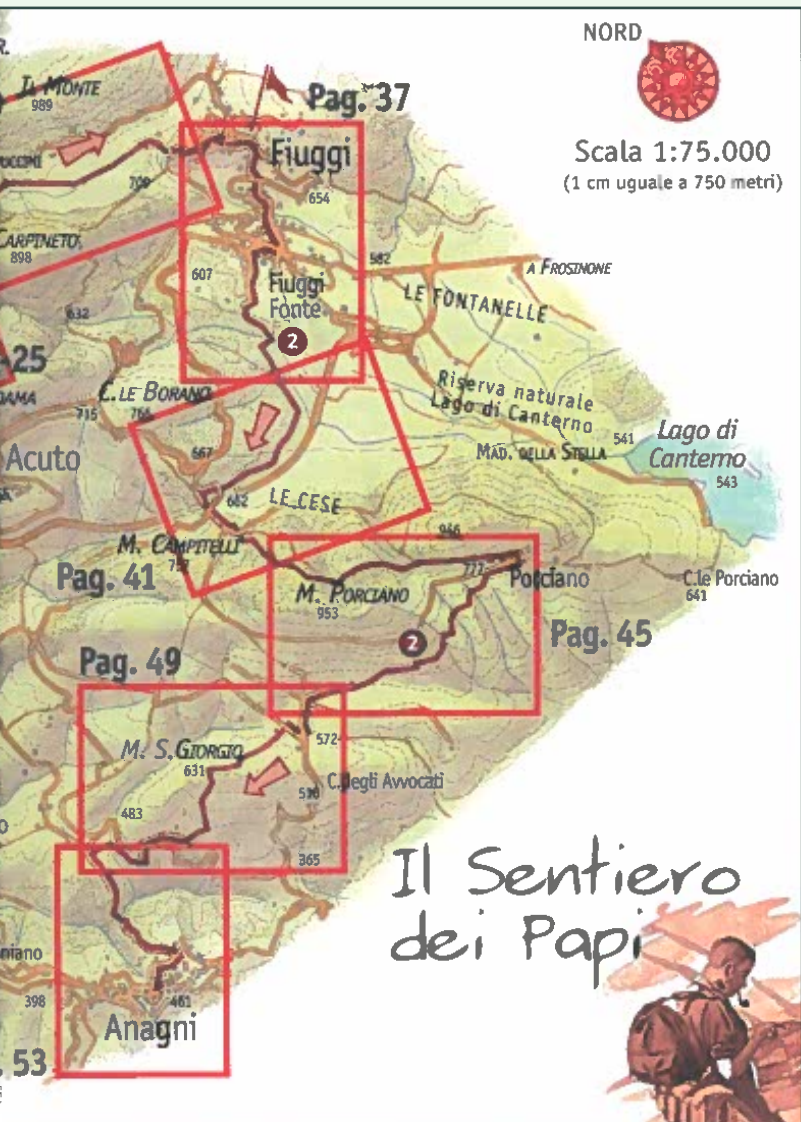 NORD
Scala 1:75.000
(1 cm uguale a 750 metri)
R.
IL MONTE
989
Pag. 37
Fiuggi
654
700
CARPINETO
898
582
A FROSINONE
607
Fiuggi
Fonte
LE FONTANELLE
632
2
-25
C.LE BORANO
Riserva naturale
Lago di Canterno
715
766
541
Lago di
Canterno
543
MAD. DELLA STELLA
Acuto
667
662
LE CESE
M. CAMPITELLI
946
Pag. 41
777
Porciano
C.le Porciano
641
M. PORCIANO
953
2
Pag. 45
Pag. 49
572
M. S. GIORGIO
631
C. degli Avvocati
483
365
Il Sentiero
dei Papi
niano
398
461
Anagni
. 53